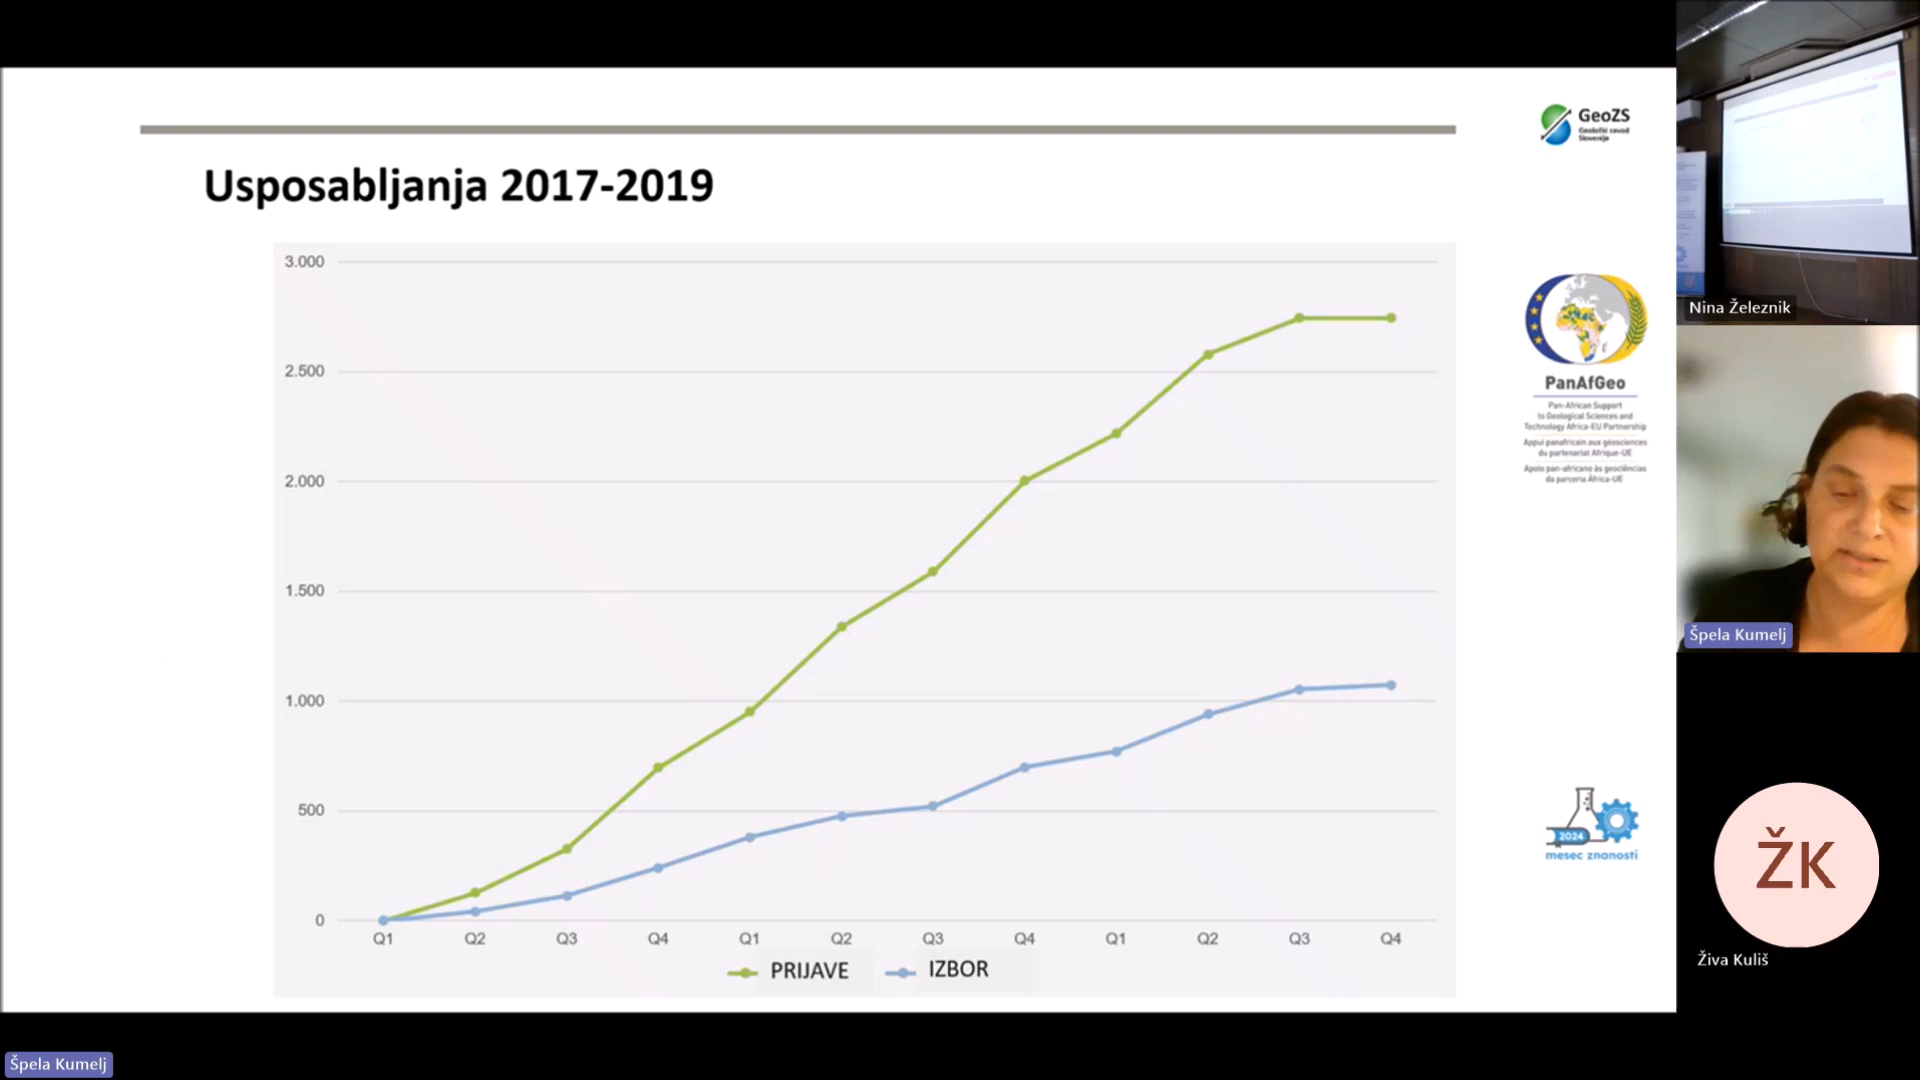 GeoZS
Geološki zavod
Slovenije
Usposabljanja 2017-2019
3.000
2.500
2.000
1.500
1.000
500
0
Q1 Q2 Q3 Q4 Q1 Q2 Q3 Q4 Q1 Q2 Q3 Q4
PRIJAVE IZBOR
PanAfGeo
Pan-African Support
to Geological Sciences and
Technology Africa-EU Partnership
Appui panafricain aux géosciences
du partenariat Afrique-UE
Apoio pan-africano às geociências
da parceria África-UE
2024
mesec znanosti
Nina Železnik
Špela Kumelj
ŽK
Živa Kuliš
Špela Kumelj